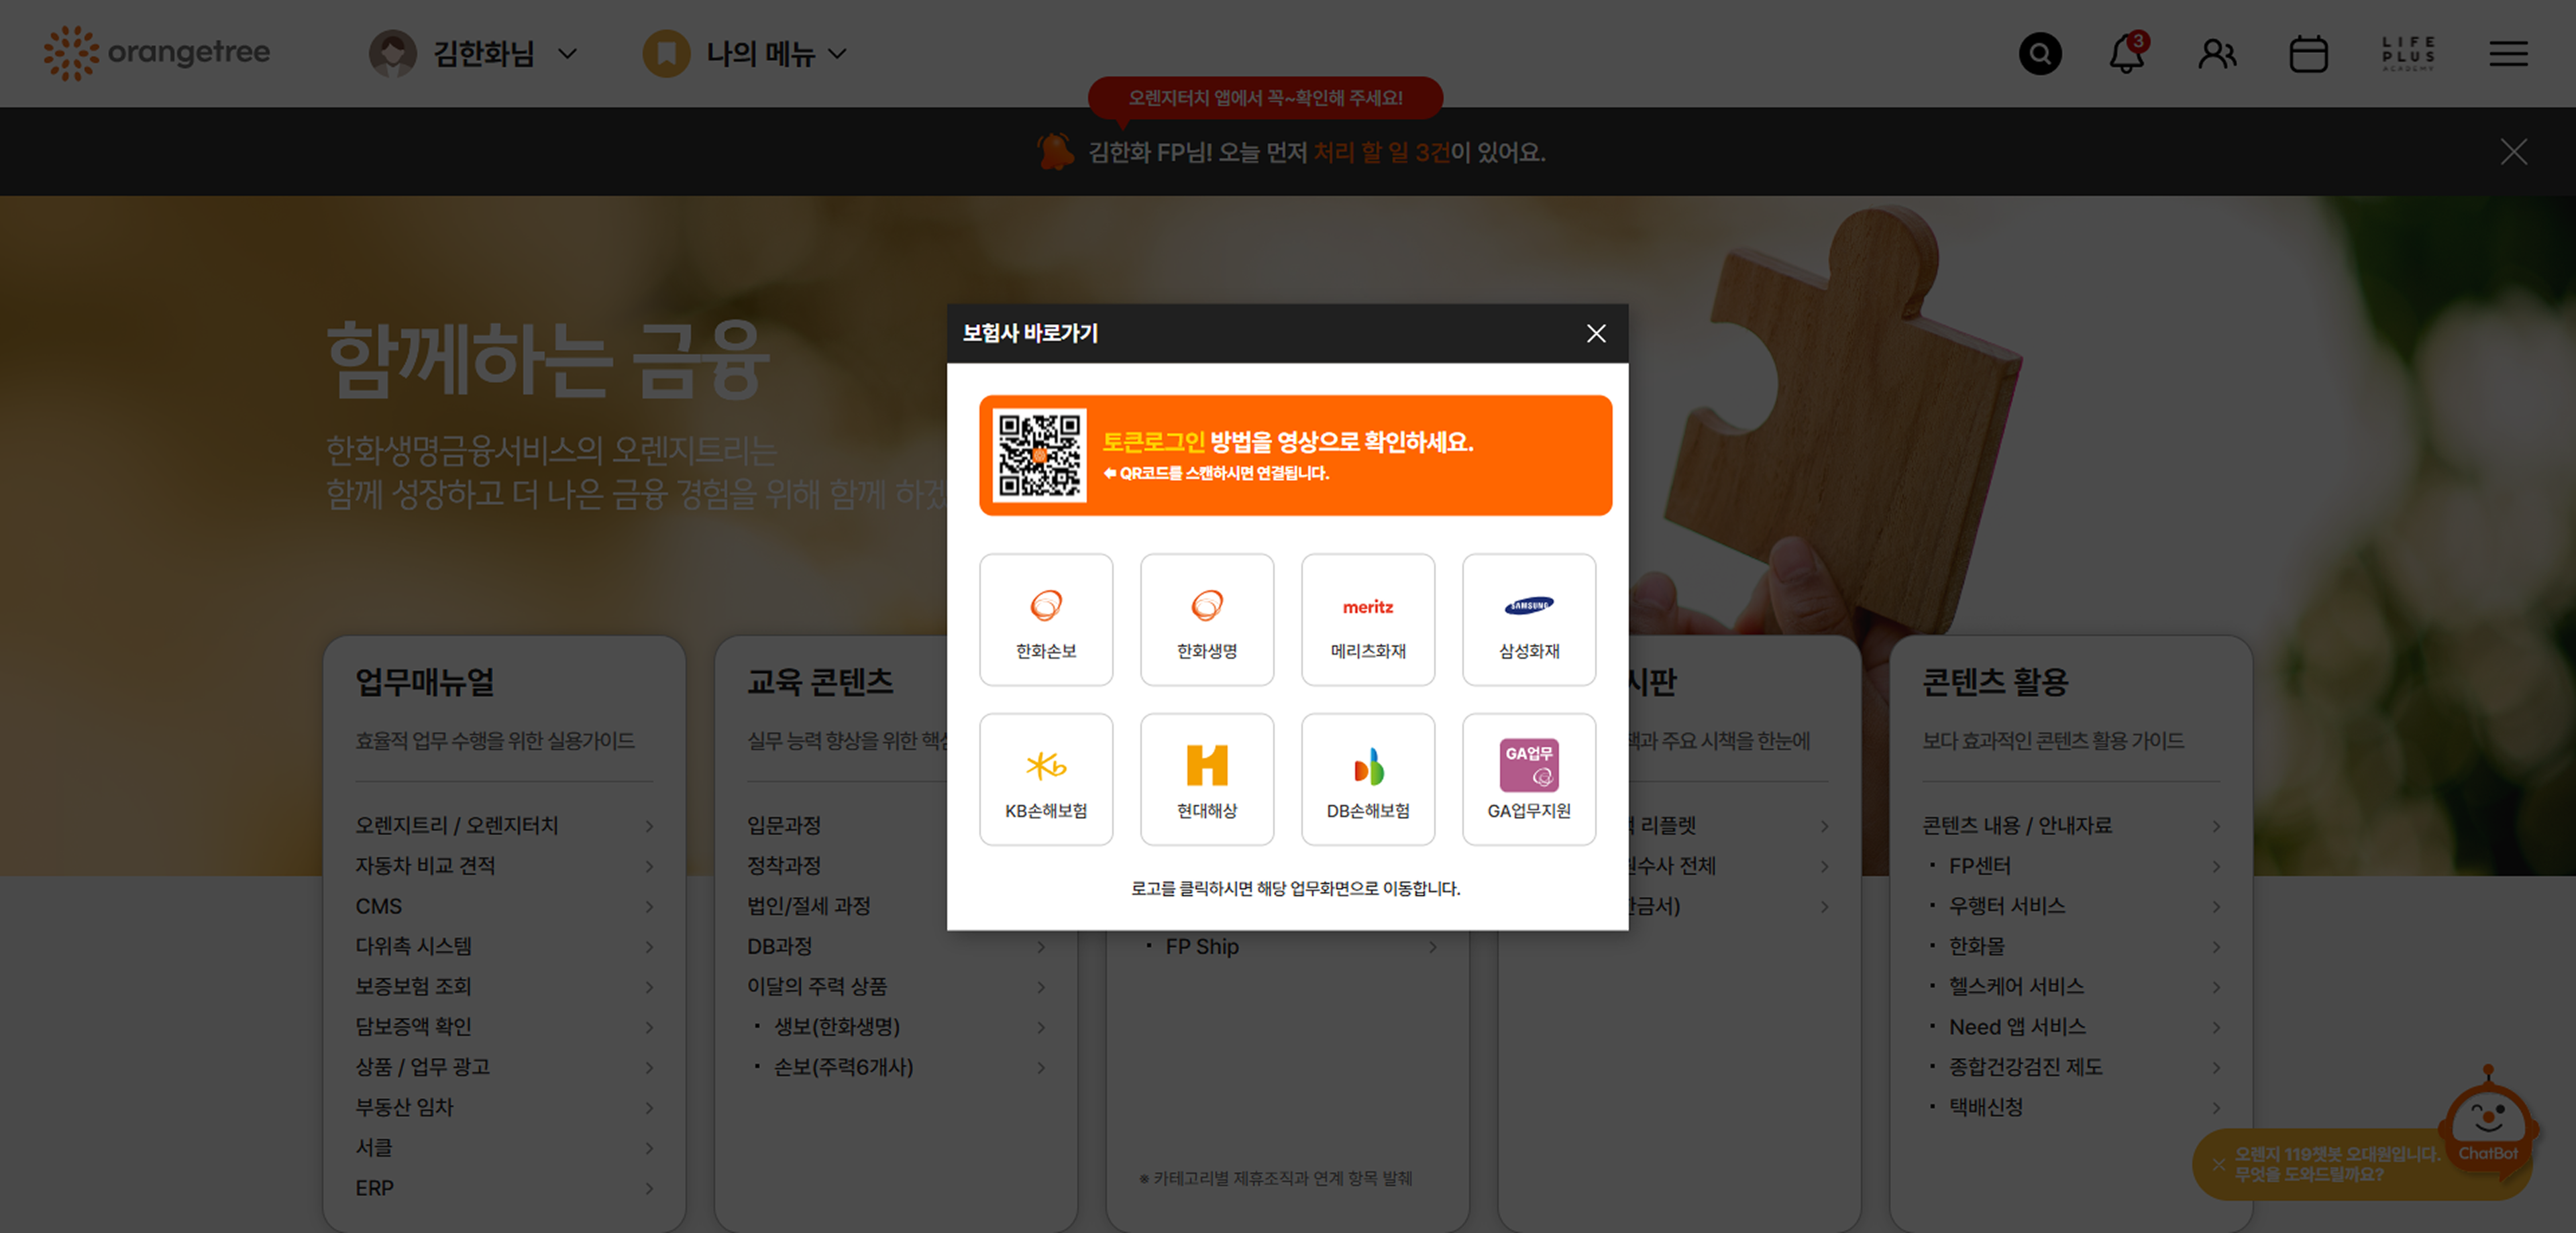 orangetree
김한화님
나의 메뉴
3
LIFE
PLUS
ACADEMY
오렌지터치 앱에서 꼭~확인해 주세요!
김한화 FP님! 오늘 먼저 처리 할 일 3건이 있어요.
함께하는 금융
한화생명금융서비스의 오렌지트리는
함께 성장하고 더 나은 금융 경험을 위해 함께 하겠
보험사 바로가기
토큰로그인 방법을 영상으로 확인하세요.
QR코드를 스캔하시면 연결됩니다.
한화손보
한화생명
meritz
메리츠화재
SAMSUNG
삼성화재
KB손해보험
현대해상
DB손해보험
GA업무
GA업무지원
로고를 클릭하시면 해당 업무화면으로 이동합니다.
업무매뉴얼
효율적 업무 수행을 위한 실용가이드
오렌지트리 / 오렌지터치
자동차 비교 견적
CMS
다위촉 시스템
보증보험 조회
담보증액 확인
상품 / 업무 광고
부동산 임차
서클
ERP
교육 콘텐츠
실무 능력 향상을 위한 핵심
입문과정
정착과정
법인/절세 과정
DB과정
이달의 주력 상품
· 생보(한화생명)
· 손보(주력6개사)
· FP Ship
※ 카테고리별 제휴조직과 연계 항목 발췌
시판
책과 주요 시책을 한눈에
리플렛
원수사 전체
한금서)
콘텐츠 활용
보다 효과적인 콘텐츠 활용 가이드
콘텐츠 내용 / 안내자료
· FP센터
· 우행터 서비스
· 한화몰
· 헬스케어 서비스
· Need 앱 서비스
· 종합건강검진 제도
· 택배신청
오렌지 119챗봇 오대원입니다.
무엇을 도와드릴까요?
ChatBot